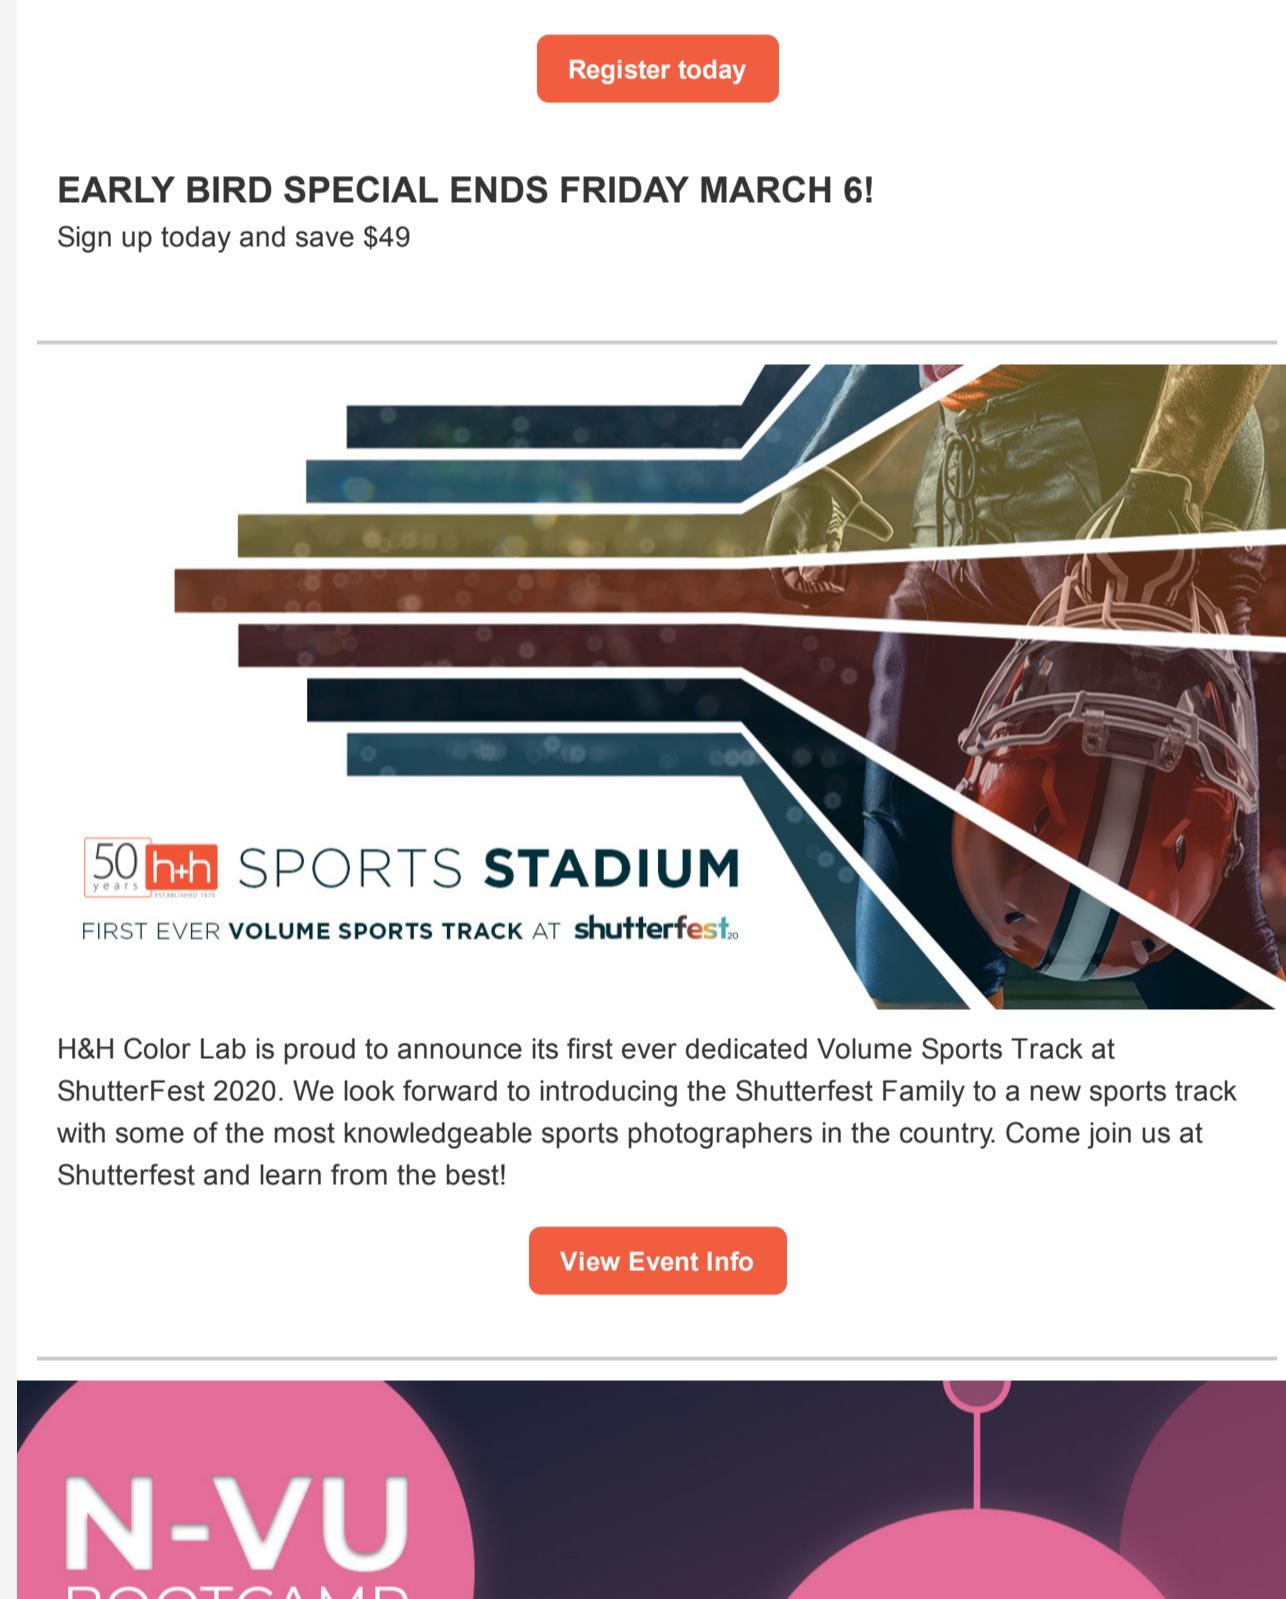 Register today
EARLY BIRD SPECIAL ENDS FRIDAY MARCH 6!
Sign up today and save $49
50 years h+h ESTABLISHED 1970 SPORTS STADIUM
FIRST EVER VOLUME SPORTS TRACK AT shutterfest20
H&H Color Lab is proud to announce its first ever dedicated Volume Sports Track at
ShutterFest 2020. We look forward to introducing the Shutterfest Family to a new sports track
with some of the most knowledgeable sports photographers in the country. Come join us at
Shutterfest and learn from the best!
View Event Info
N-VU
BOOTCAMP